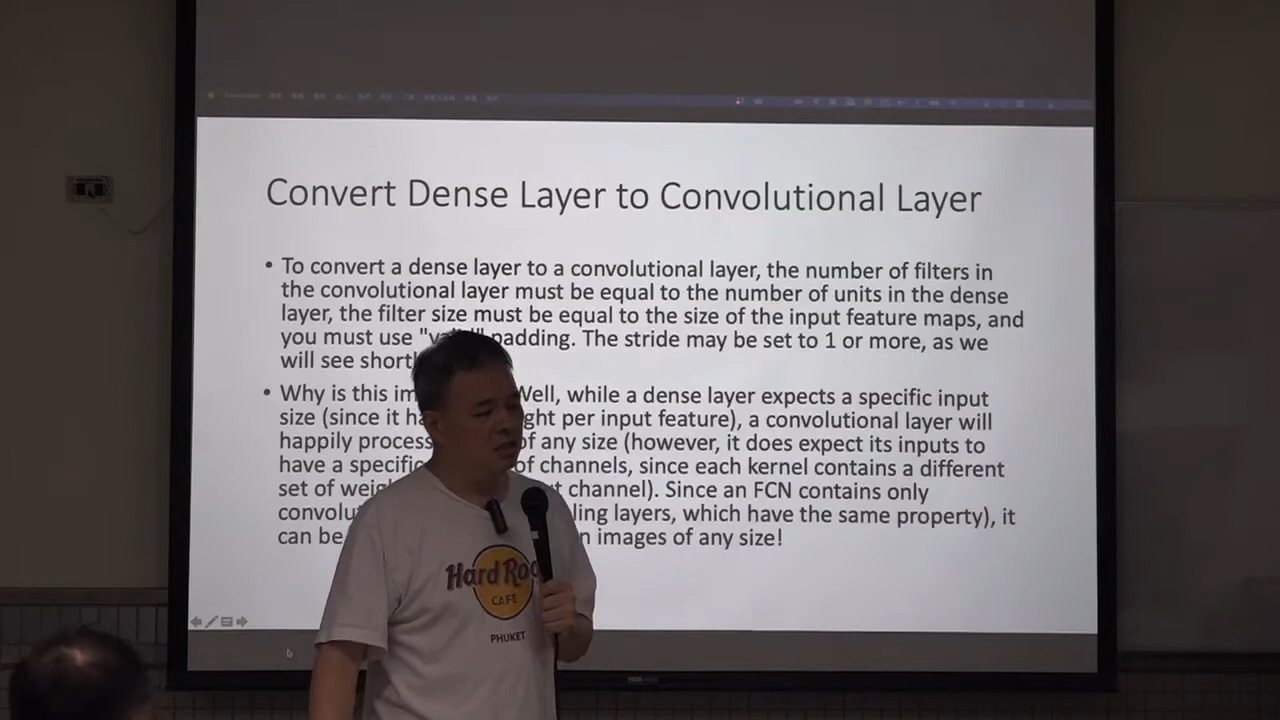 Convert Dense Layer to Convolutional Layer
• To convert a dense layer to a convolutional layer, the number of filters in
the convolutional layer must be equal to the number of units in the dense
layer, the filter size must be equal to the size of the input feature maps, and
you must use padding. The stride may be set to 1 or more, as we
will see
• Why is this Well, while a dense layer expects a specific input
size (since it per input feature), a convolutional layer will
happily process of any size (however, it does expect its inputs to
have a specific of channels, since each kernel contains a different
set of channel). Since an FCN contains only
layers, which have the same property), it
can be images of any size!
Hard Roc
CAFE
PHUKET